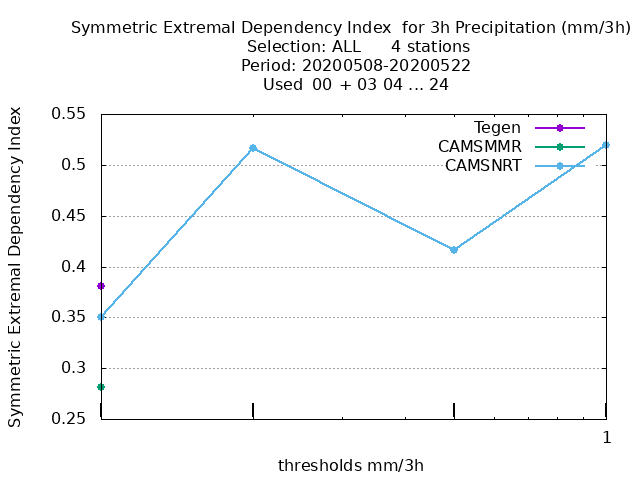 Symmetric Extremal Dependency Index  for 3h Precipitation (mm/3h)
Selection: ALL      4 stations
Period: 20200508-20200522
Used  00 + 03 04 ... 24
Symmetric Extremal Dependency Index
0.55
0.5
0.45
0.4
0.35
0.3
0.25
Tegen
CAMSMMR
CAMSNRT
1
thresholds mm/3h